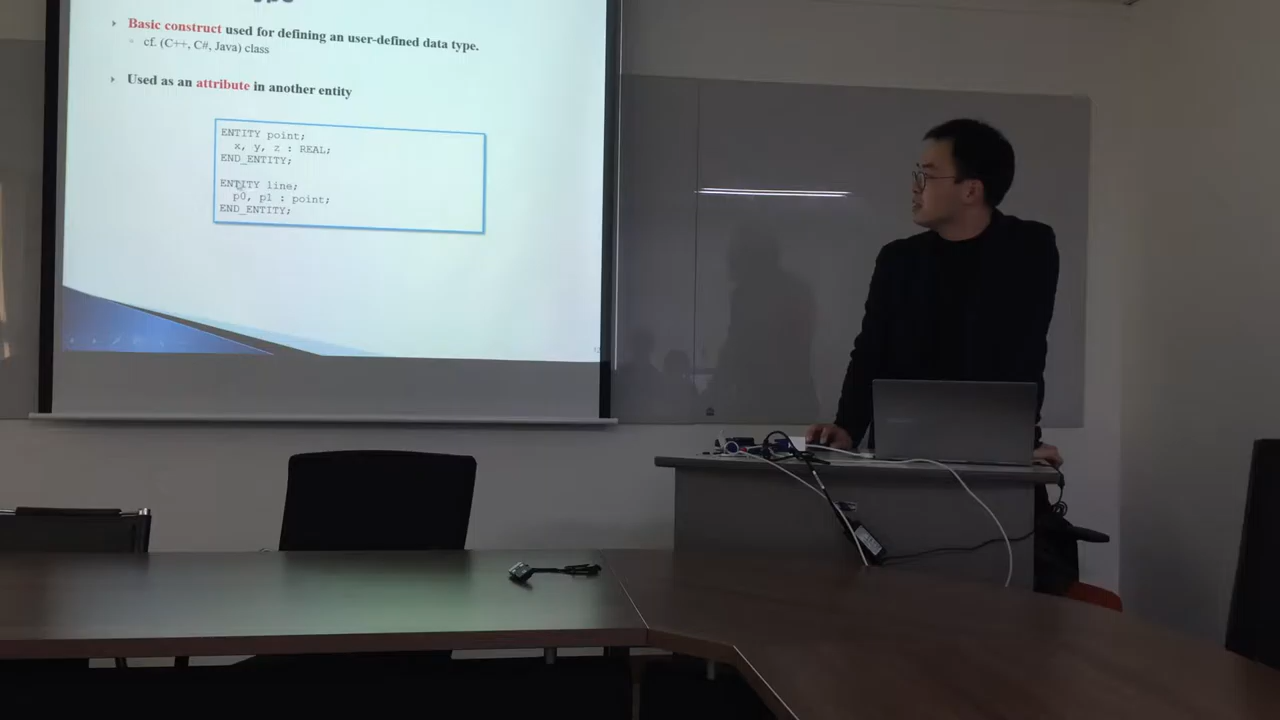 Basic construct used for defining an user-defined data type.
cf. (C++, C#, Java) class
Used as an attribute in another entity
ENTITY point;
x, y, z : REAL;
END_ENTITY;
ENTITY line;
p0, p1 : point;
END_ENTITY;